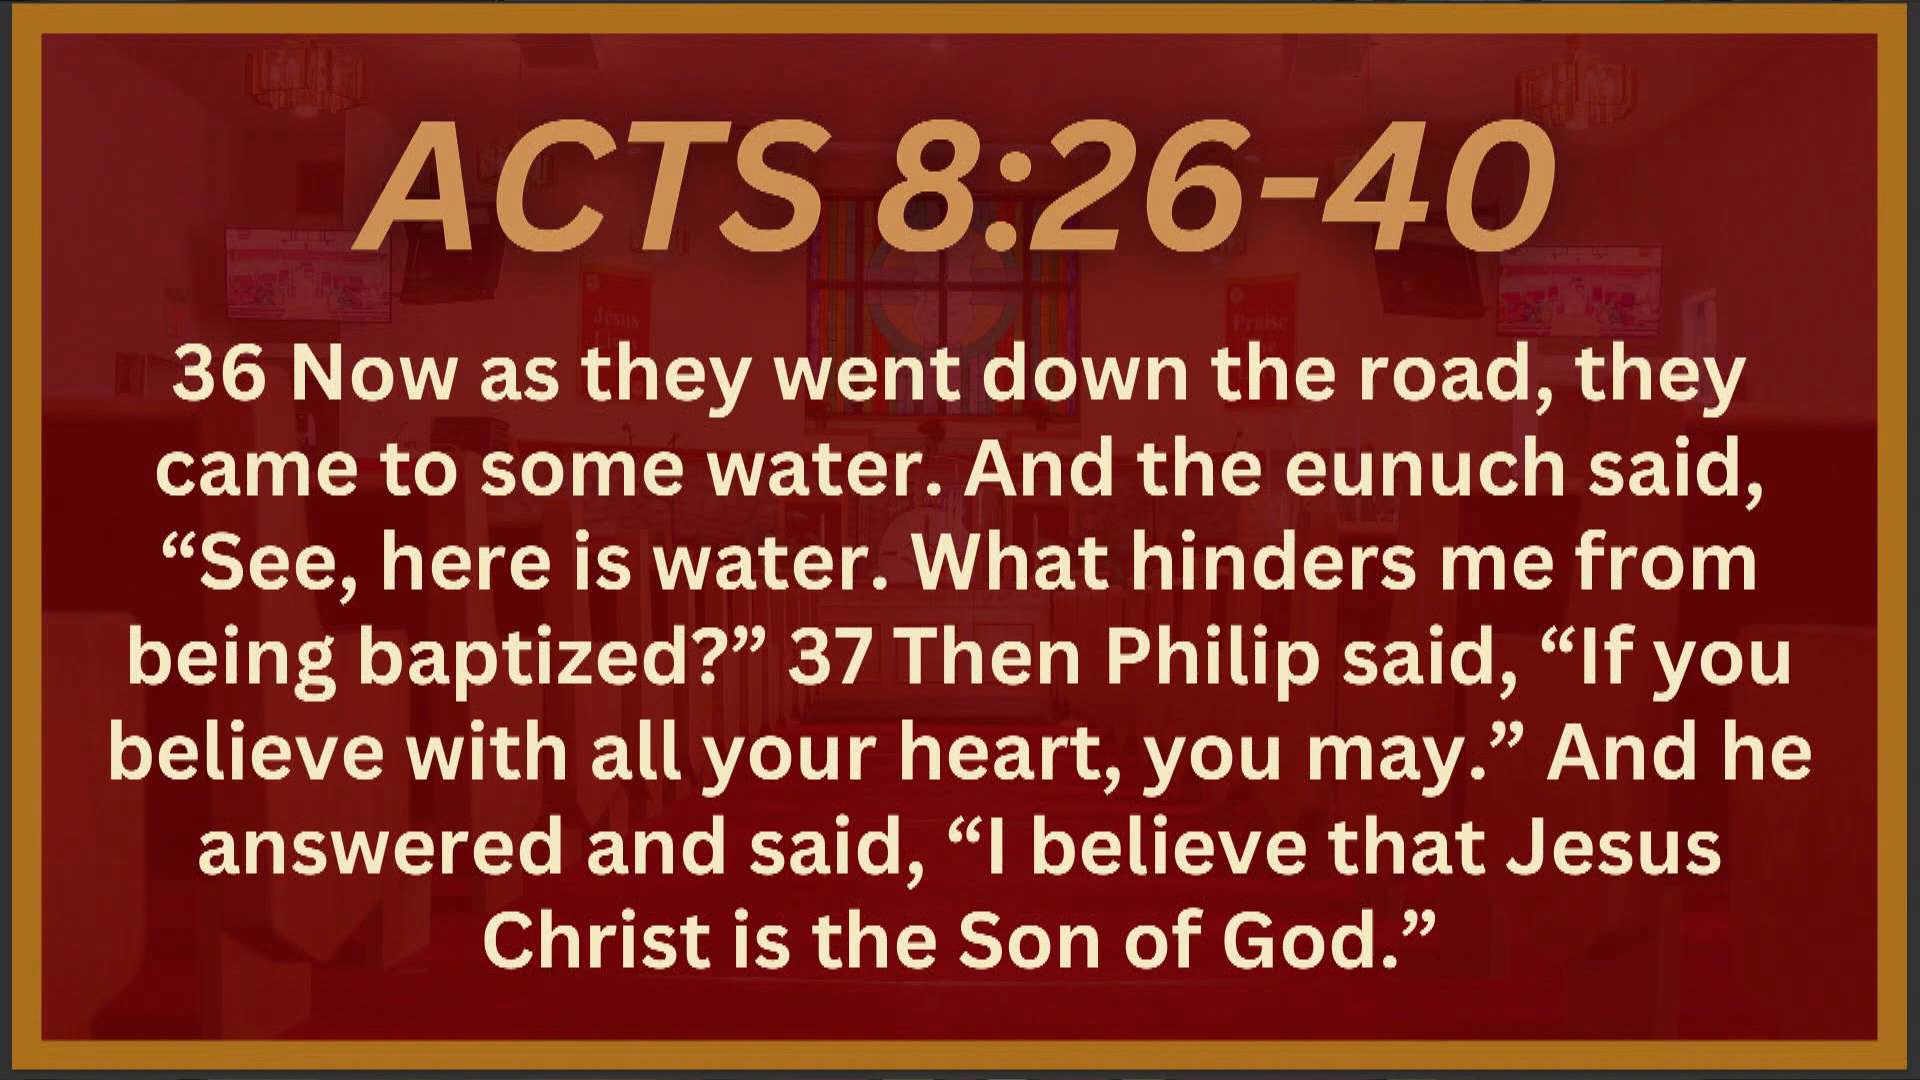 ACTS 8:26-40
Jesus
Praise
36 Now as they went down the road, they
came to some water. And the eunuch said,
“See, here is water. What hinders me from
being baptized?” 37 Then Philip said, “If you
believe with all your heart, you may.” And he
answered and said, “I believe that Jesus
Christ is the Son of God.”